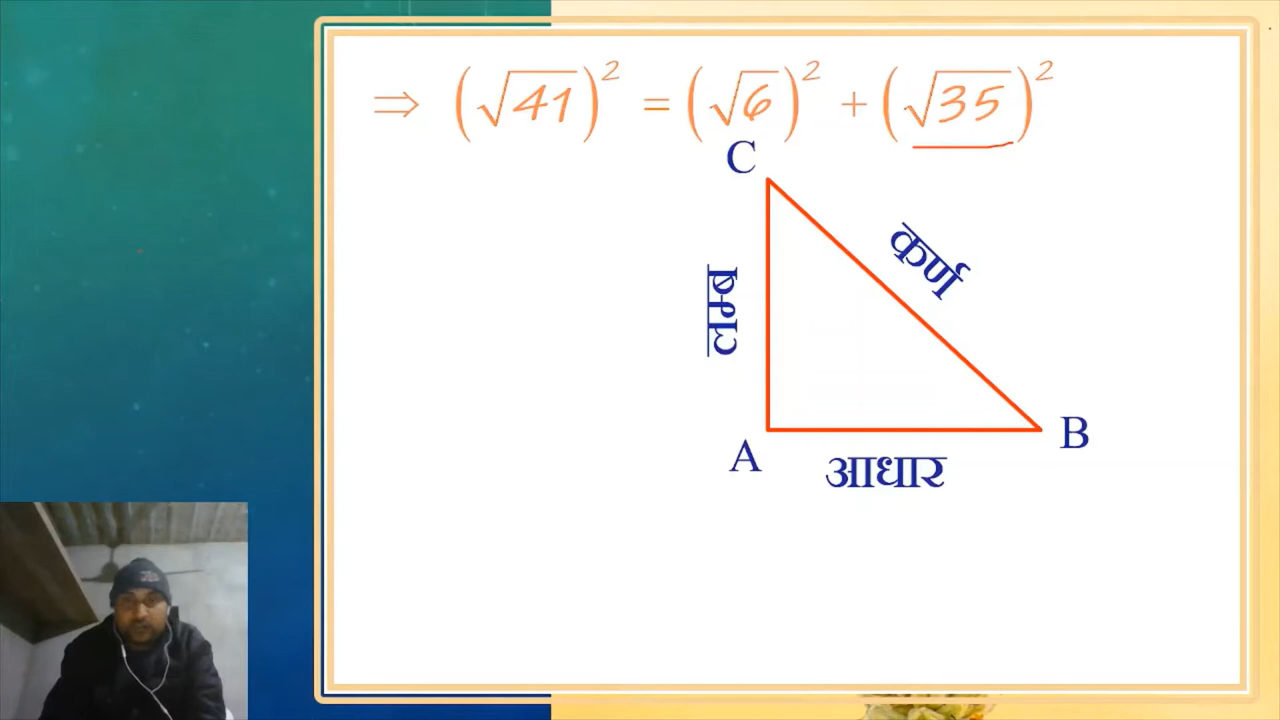 ⇒ (√41)² = (√6)² + (√35)²
C
कर्ण
लम्ब
A
B
आधार